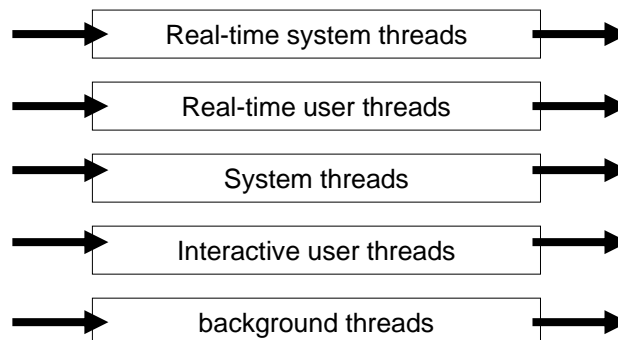 Real-time system threads
Real-time user threads
System threads
Interactive user threads
background threads